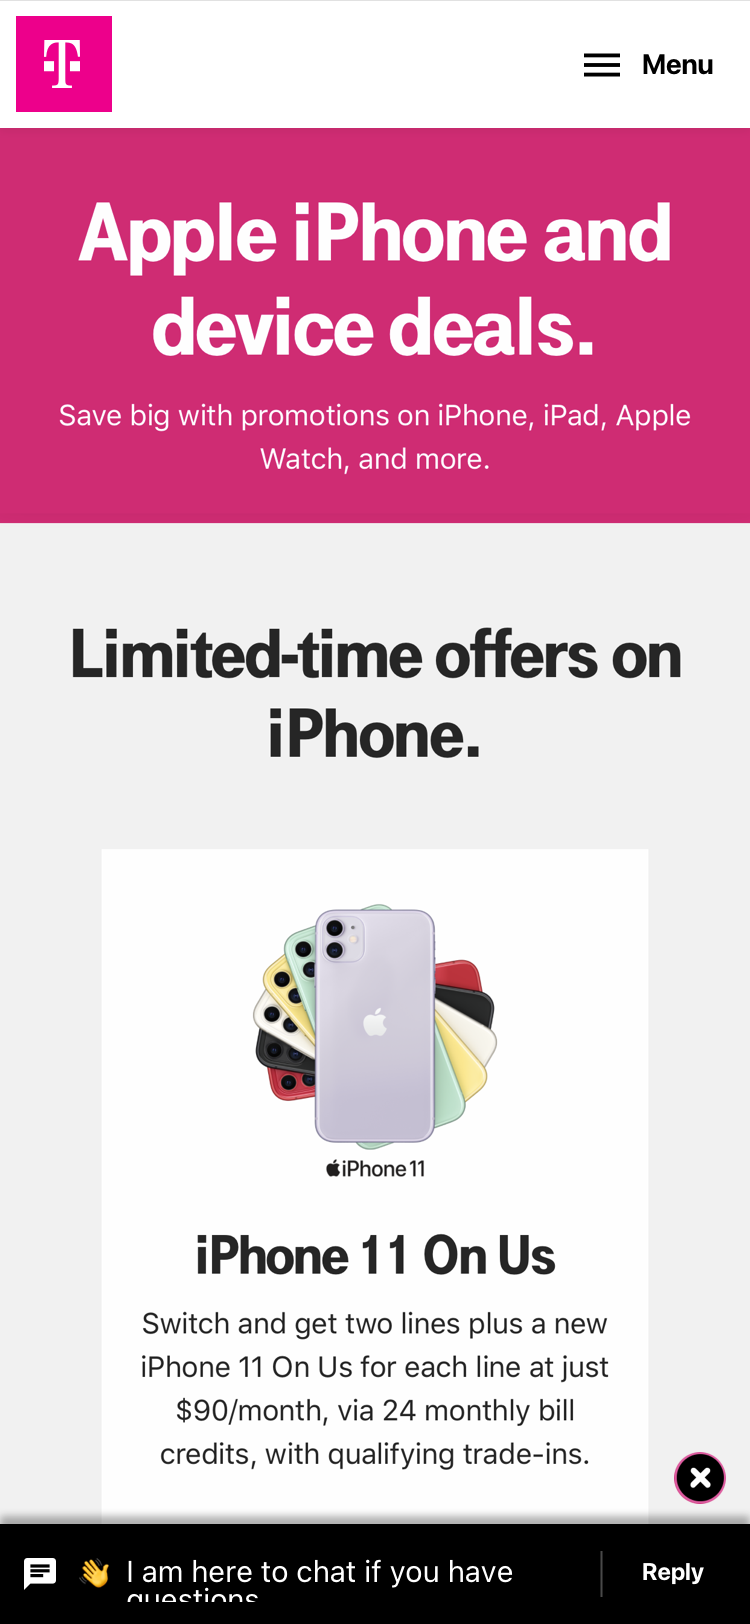 T
Menu
Apple iPhone and
device deals.
Save big with promotions on iPhone, iPad, Apple
Watch, and more.
Limited-time offers on
iPhone.
iPhone 11
iPhone 11 On Us
Switch and get two lines plus a new
iPhone 11 On Us for each line at just
$90/month, via 24 monthly bill
credits, with qualifying trade-ins.
👋 I am here to chat if you have
questions
Reply